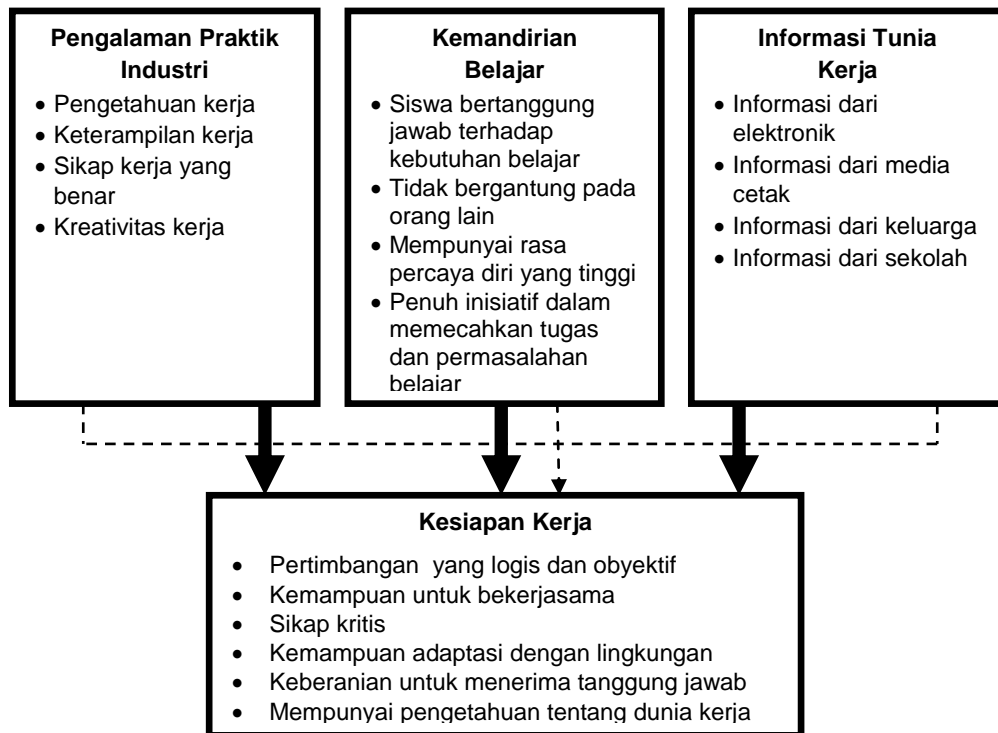 Pengalaman Praktik
Industri
• Pengetahuan kerja
• Keterampilan kerja
• Sikap kerja yang
benar
• Kreativitas kerja
Kemandirian
Belajar
• Siswa bertanggung
jawab terhadap
kebutuhan belajar
• Tidak bergantung pada
orang lain
• Mempunyai rasa
percaya diri yang tinggi
• Penuh inisiatif dalam
memecahkan tugas
dan permasalahan
belajar
Informasi Tunia
Kerja
• Informasi dari
elektronik
• Informasi dari media
cetak
• Informasi dari keluarga
• Informasi dari sekolah
Kesiapan Kerja
• Pertimbangan yang logis dan obyektif
• Kemampuan untuk bekerjasama
• Sikap kritis
• Kemampuan adaptasi dengan lingkungan
• Keberanian untuk menerima tanggung jawab
• Mempunyai pengetahuan tentang dunia kerja